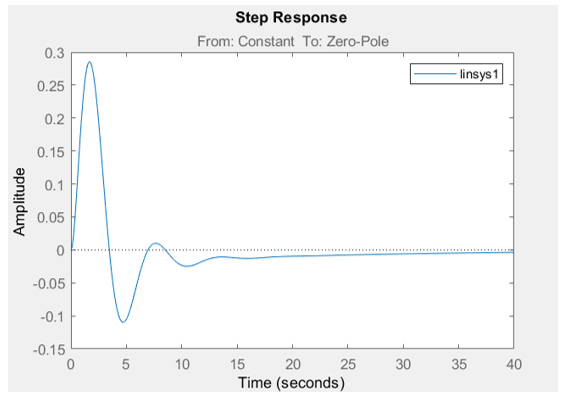 Step Response
From: Constant To: Zero-Pole
linsys1
Amplitude
0.3
0.25
0.2
0.15
0.1
0.05
0
-0.05
-0.1
-0.15
0 5 10 15 20 25 30 35 40
Time (seconds)